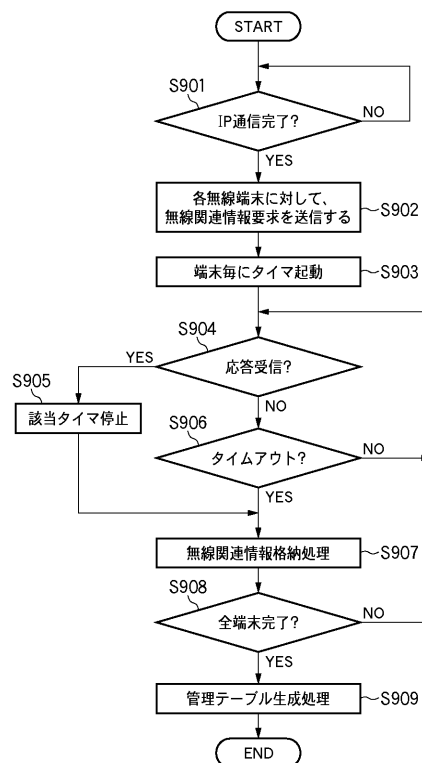 START
S901
IP通信完了?
NO
YES
各無線端末に対して、
無線関連情報要求を送信する
S902
端末毎にタイマ起動
S903
S904
YES
応答受信?
S905
該当タイマ停止
NO
S906
タイムアウト?
NO
YES
無線関連情報格納処理
S907
S908
全端末完了?
NO
YES
管理テーブル生成処理
S909
END